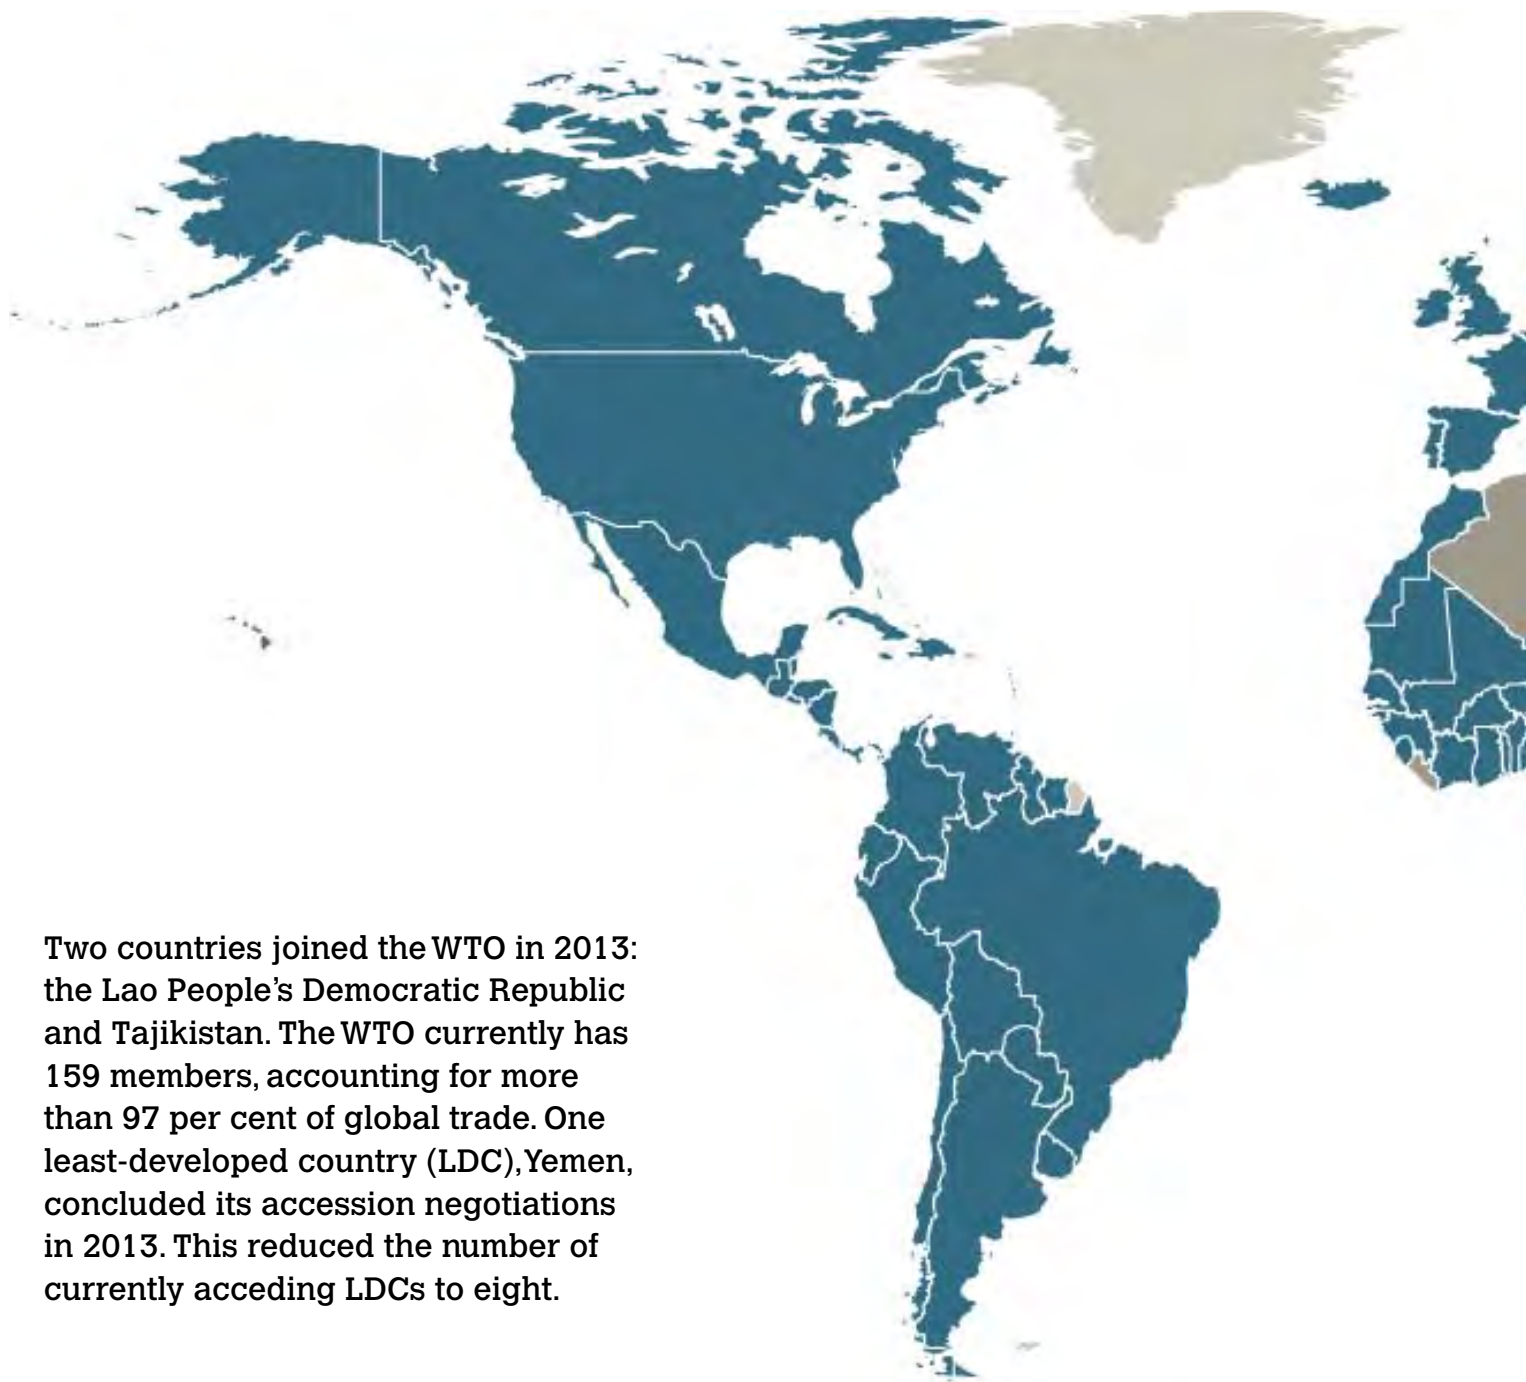 Two countries joined the WTO in 2013:
the Lao People’s Democratic Republic
and Tajikistan. The WTO currently has
159 members, accounting for more
than 97 per cent of global trade. One
least-developed country (LDC), Yemen,
concluded its accession negotiations
in 2013. This reduced the number of
currently acceding LDCs to eight.